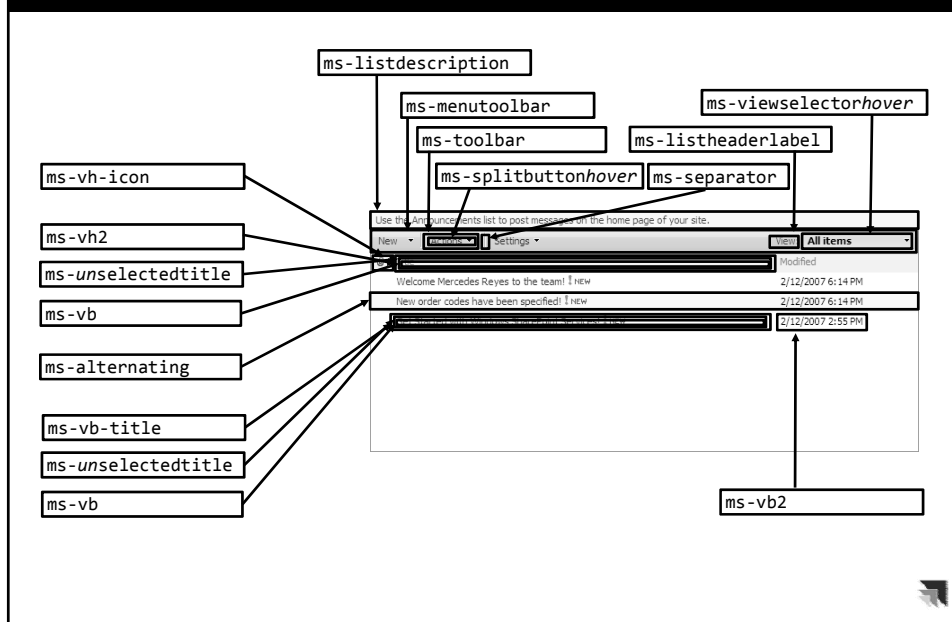 ms-listdescription
ms-menutoolbar
ms-viewselectorhover
ms-toolbar
ms-listheaderlabel
ms-vh-icon
ms-splitbuttonhover
ms-separator
Use the Announcements list to post messages on the home page of your site.
ms-vh2
New
Actions
Settings
View
All items
ms-unselectedtitle
Modified
Welcome Mercedes Reyes to the team! ! NEW
2/12/2007 6:14 PM
ms-vb
New order codes have been specified! ! NEW
2/12/2007 6:14 PM
2/12/2007 2:55 PM
ms-alternating
ms-vb-title
ms-unselectedtitle
ms-vb
ms-vb2